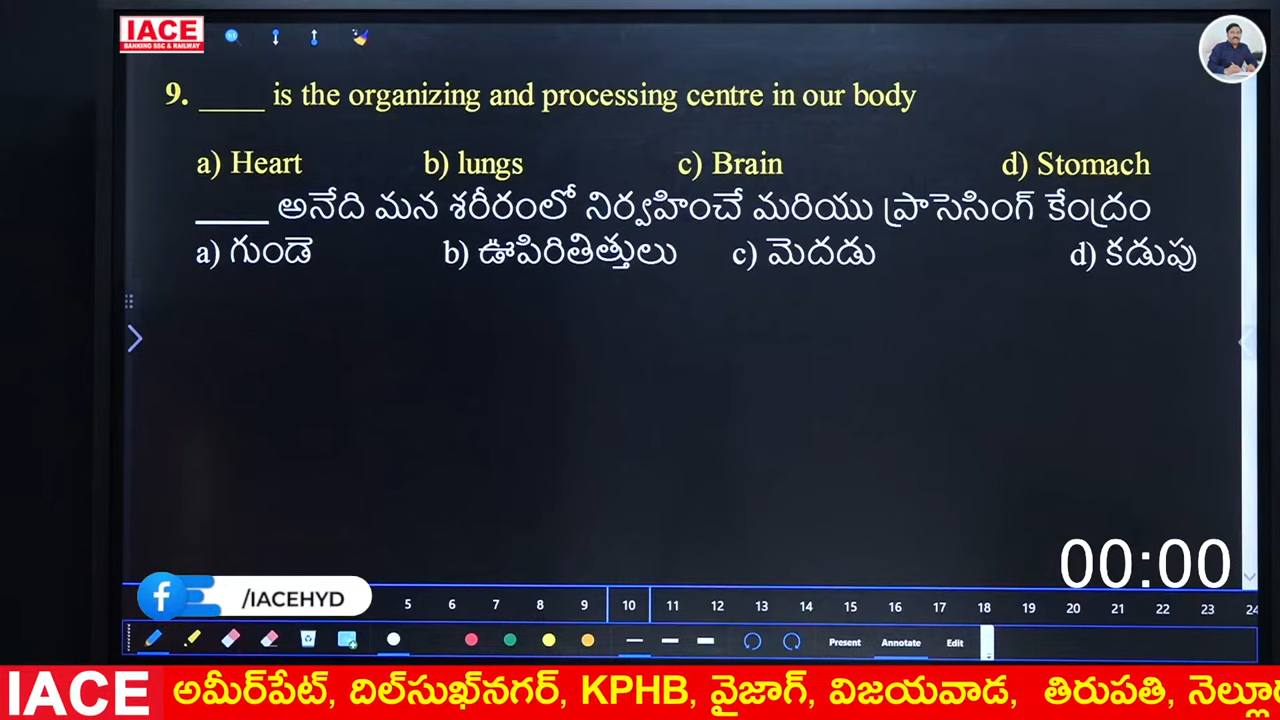 IACE
BANKING SSC & RAILWAY
9. ____ is the organizing and processing centre in our body
a) Heart b) lungs c) Brain d) Stomach
____ అనేది మన శరీరంలో నిర్వహించే మరియు ప్రాసెసింగ్ కేంద్రం
a) గుండె b) ఊపిరితిత్తులు c) మెదడు d) కడుపు
00:00
f /IACEHYD
5 6 7 8 9 10 11 12 13 14 15 16 17 18 19 20 21 22 23 24
Present Annotate Edit
IACE అమీర్‌పేట్, దిల్‌సుఖ్‌నగర్, KPHB, వైజాగ్, విజయవాడ, తిరుపతి, నెల్లూర